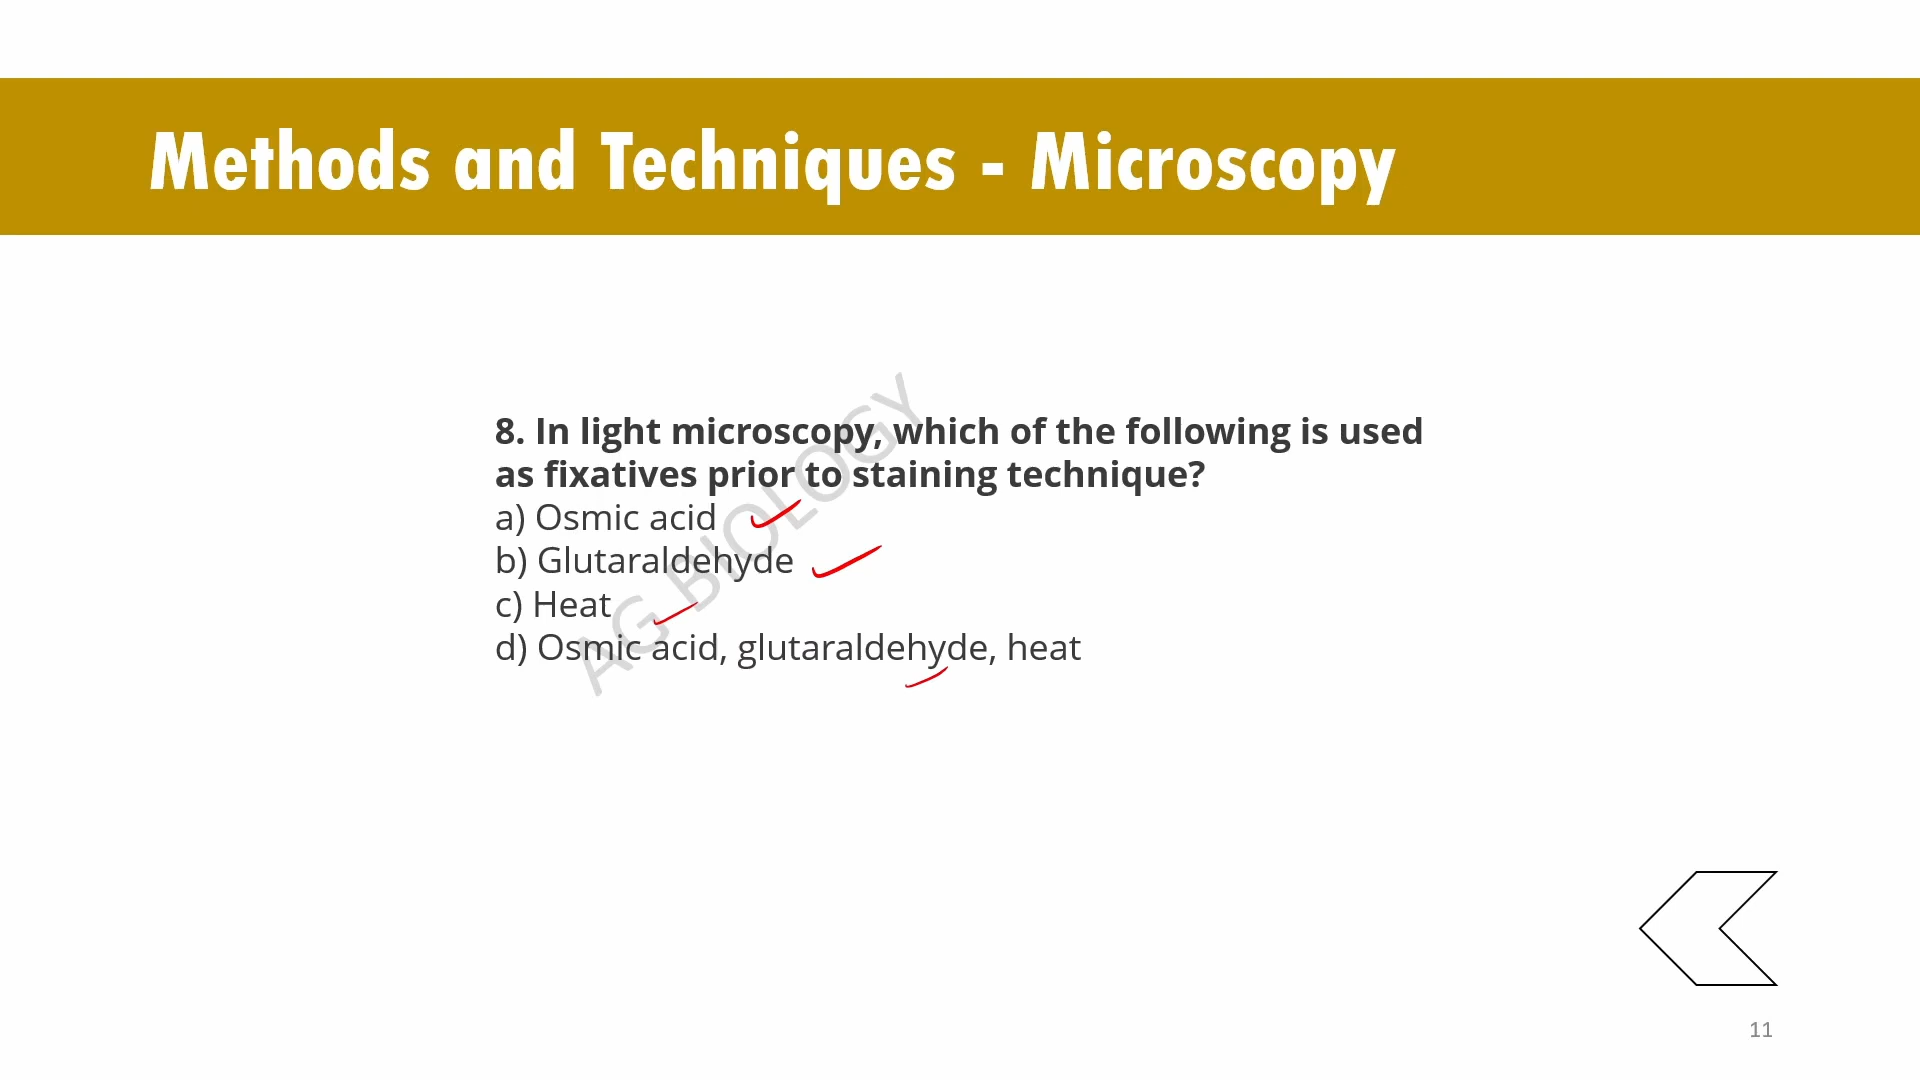 Methods and Techniques - Microscopy
8. In light microscopy, which of the following is used
as fixatives prior to staining technique?
a) Osmic acid
b) Glutaraldehyde
c) Heat
d) Osmic acid, glutaraldehyde, heat
AG BIOLOGY
11